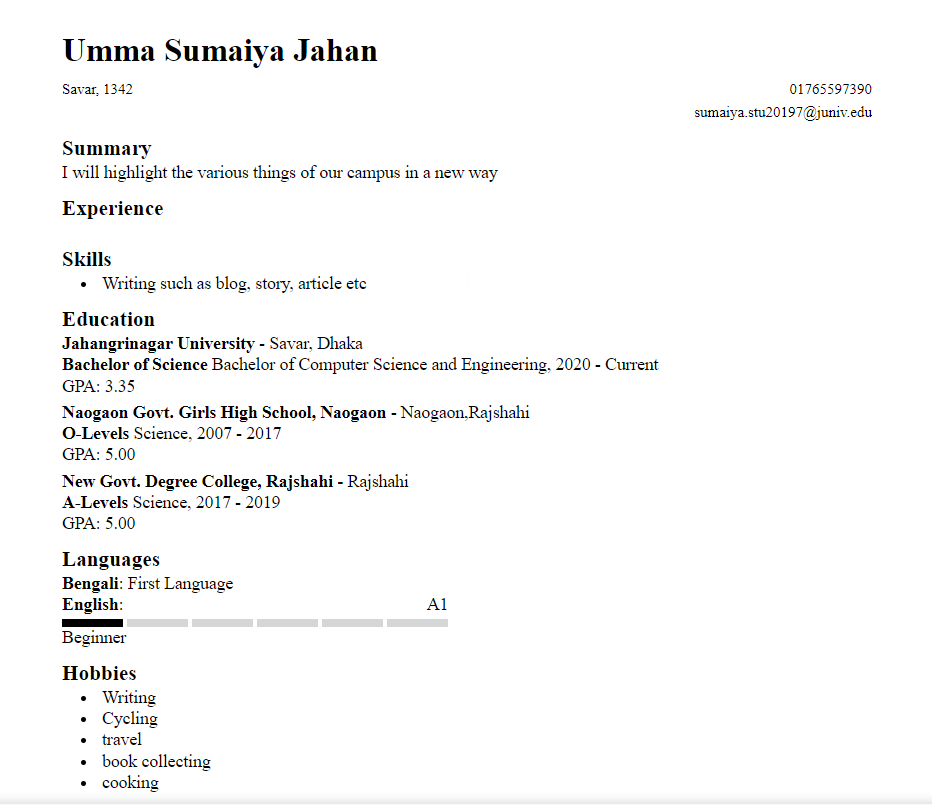 Umma Sumaiya Jahan
Savar, 1342
01765597390
sumaiya.stu20197@juniv.edu
Summary
I will highlight the various things of our campus in a new way
Experience
Skills
• Writing such as blog, story, article etc
Education
Jahangrinagar University - Savar, Dhaka
Bachelor of Science Bachelor of Computer Science and Engineering, 2020 - Current
GPA: 3.35
Naogaon Govt. Girls High School, Naogaon - Naogaon,Rajshahi
O-Levels Science, 2007 - 2017
GPA: 5.00
New Govt. Degree College, Rajshahi - Rajshahi
A-Levels Science, 2017 - 2019
GPA: 5.00
Languages
Bengali: First Language
English: A1
Beginner
Hobbies
• Writing
• Cycling
• travel
• book collecting
• cooking